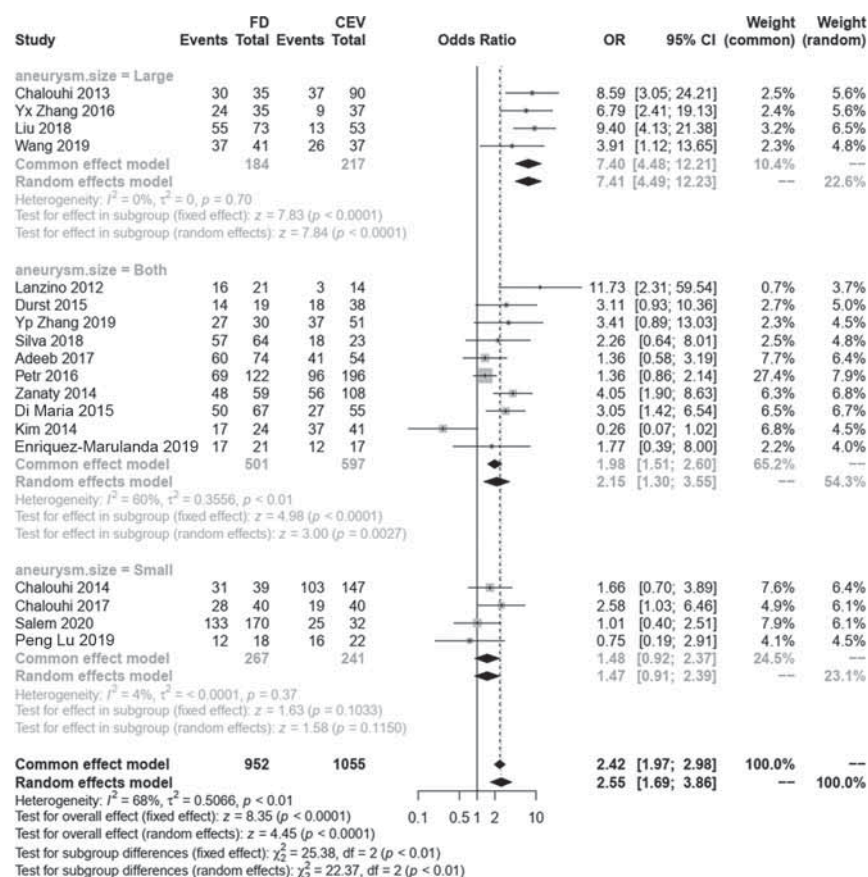 FD CEV Weight Weight
Study Events Total Events Total Odds Ratio OR 95% CI (common) (random)
aneurysm.size = Large
Chalouhi 2013 30 35 37 90 8.59 [3.05; 24.21] 2.5% 5.6%
Yx Zhang 2016 24 35 9 37 6.79 [2.41; 19.13] 2.4% 5.6%
Liu 2018 55 73 13 53 9.40 [4.13; 21.38] 3.2% 6.5%
Wang 2019 37 41 26 37 3.91 [1.12; 13.65] 2.3% 4.8%
Common effect model 184 217 7.40 [4.48; 12.21] 10.4% --
Random effects model 7.41 [4.49; 12.23] -- 22.6%
Heterogeneity: I² = 0%, τ² = 0, p = 0.70
Test for effect in subgroup (fixed effect): z = 7.83 (p < 0.0001)
Test for effect in subgroup (random effects): z = 7.84 (p < 0.0001)
aneurysm.size = Both
Lanzino 2012 16 21 3 14 11.73 [2.31; 59.54] 0.7% 3.7%
Durst 2015 14 19 18 38 3.11 [0.93; 10.36] 2.7% 5.0%
Yp Zhang 2019 27 30 37 51 3.41 [0.89; 13.03] 2.3% 4.5%
Silva 2018 57 64 18 23 2.26 [0.64; 8.01] 2.5% 4.8%
Adeeb 2017 60 74 41 54 1.36 [0.58; 3.19] 7.7% 6.4%
Petr 2016 69 122 96 196 1.36 [0.86; 2.14] 27.4% 7.9%
Zanaty 2014 48 59 56 108 4.05 [1.90; 8.63] 6.3% 6.8%
Di Maria 2015 50 67 27 55 3.05 [1.42; 6.54] 6.5% 6.7%
Kim 2014 17 24 37 41 0.26 [0.07; 1.02] 6.8% 4.5%
Enriquez-Marulanda 2019 17 21 12 17 1.77 [0.39; 8.00] 2.2% 4.0%
Common effect model 501 597 1.98 [1.51; 2.60] 65.2% --
Random effects model 2.15 [1.30; 3.55] -- 54.3%
Heterogeneity: I² = 60%, τ² = 0.3556, p < 0.01
Test for effect in subgroup (fixed effect): z = 4.98 (p < 0.0001)
Test for effect in subgroup (random effects): z = 3.00 (p = 0.0027)
aneurysm.size = Small
Chalouhi 2014 31 39 103 147 1.66 [0.70; 3.89] 7.6% 6.4%
Chalouhi 2017 28 40 19 40 2.58 [1.03; 6.46] 4.9% 6.1%
Salem 2020 133 170 25 32 1.01 [0.40; 2.51] 7.9% 6.1%
Peng Lu 2019 12 18 16 22 0.75 [0.19; 2.91] 4.1% 4.5%
Common effect model 267 241 1.48 [0.92; 2.37] 24.5% --
Random effects model 1.47 [0.91; 2.39] -- 23.1%
Heterogeneity: I² = 4%, τ² = < 0.0001, p = 0.37
Test for effect in subgroup (fixed effect): z = 1.63 (p = 0.1033)
Test for effect in subgroup (random effects): z = 1.58 (p = 0.1150)
Common effect model 952 1055 2.42 [1.97; 2.98] 100.0% --
Random effects model 2.55 [1.69; 3.86] -- 100.0%
Heterogeneity: I² = 68%, τ² = 0.5066, p < 0.01
Test for overall effect (fixed effect): z = 8.35 (p < 0.0001)
Test for overall effect (random effects): z = 4.45 (p < 0.0001)
Test for subgroup differences (fixed effect): χ²₂ = 25.38, df = 2 (p < 0.01)
Test for subgroup differences (random effects): χ²₂ = 22.37, df = 2 (p < 0.01)
0.1 0.5 1 2 10